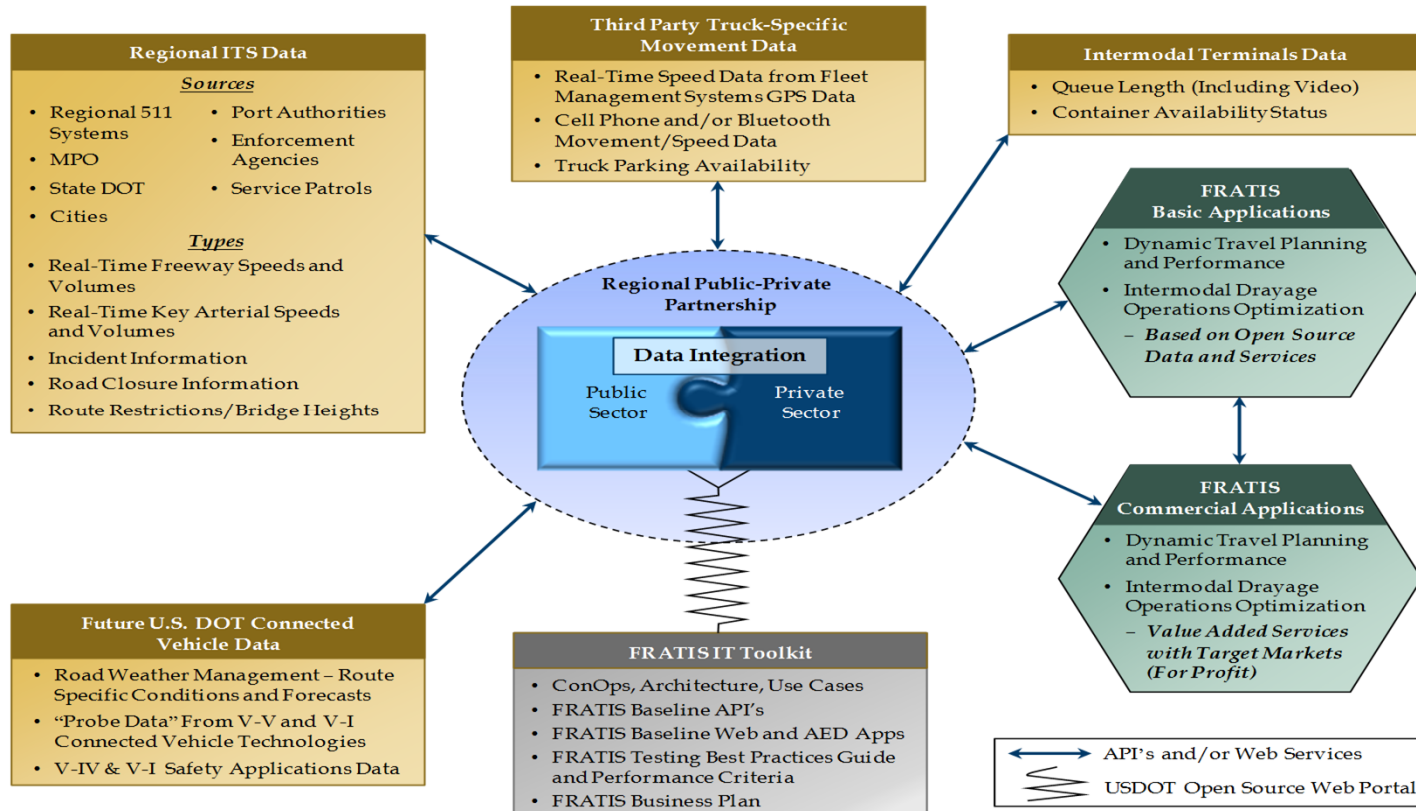 Regional ITS Data
Sources
• Regional 511
Systems
• MPO
• State DOT
• Cities
• Port Authorities
• Enforcement
Agencies
• Service Patrols
Types
• Real-Time Freeway Speeds and
Volumes
• Real-Time Key Arterial Speeds
and Volumes
• Incident Information
• Road Closure Information
• Route Restrictions/Bridge Heights
Third Party Truck-Specific
Movement Data
• Real-Time Speed Data from Fleet
Management Systems GPS Data
• Cell Phone and/or Bluetooth
Movement/Speed Data
• Truck Parking Availability
Intermodal Terminals Data
• Queue Length (Including Video)
• Container Availability Status
FRATIS
Basic Applications
• Dynamic Travel Planning
and Performance
• Intermodal Drayage
Operations Optimization
– Based on Open Source
Data and Services
Regional Public-Private
Partnership
Data Integration
Public
Sector
Private
Sector
FRATIS
Commercial Applications
• Dynamic Travel Planning
and Performance
• Intermodal Drayage
Operations Optimization
– Value Added Services
with Target Markets
(For Profit)
Future U.S. DOT Connected
Vehicle Data
• Road Weather Management – Route
Specific Conditions and Forecasts
• “Probe Data” From V-V and V-I
Connected Vehicle Technologies
• V-IV & V-I Safety Applications Data
FRATIS IT Toolkit
• ConOps, Architecture, Use Cases
• FRATIS Baseline API’s
• FRATIS Baseline Web and AED Apps
• FRATIS Testing Best Practices Guide
and Performance Criteria
• FRATIS Business Plan
API’s and/or Web Services
USDOT Open Source Web Portal